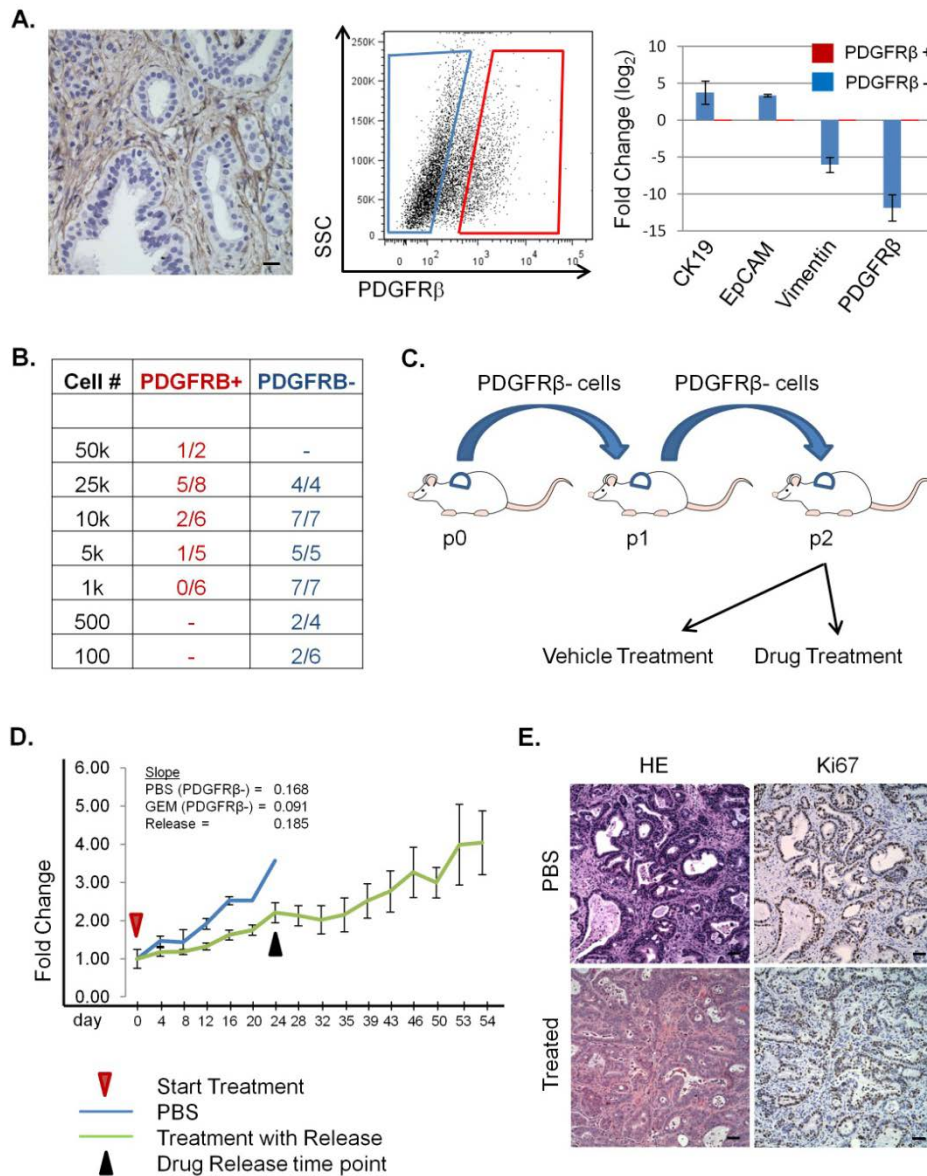 A.
250K
200K
150K
100K
50K
0
SSC
0 10² 10³ 10⁴ 10⁵
PDGFRβ
Fold Change (log₂)
10
5
0
-5
-10
-15
PDGFRβ +
PDGFRβ -
CK19
EpCAM
Vimentin
PDGFRβ
B.
Cell # PDGFRB+ PDGFRB-
50k 1/2 -
25k 5/8 4/4
10k 2/6 7/7
5k 1/5 5/5
1k 0/6 7/7
500 - 2/4
100 - 2/6
C.
PDGFRβ- cells PDGFRβ- cells
p0 p1 p2
Vehicle Treatment Drug Treatment
D.
Fold Change
6.00
5.00
4.00
3.00
2.00
1.00
0.00
Slope
PBS (PDGFRβ-) = 0.168
GEM (PDGFRβ-) = 0.091
Release = 0.185
day 0 4 8 12 16 20 24 28 32 35 39 43 46 50 53 54
Start Treatment
PBS
Treatment with Release
Drug Release time point
E.
HE Ki67
PBS
Treated